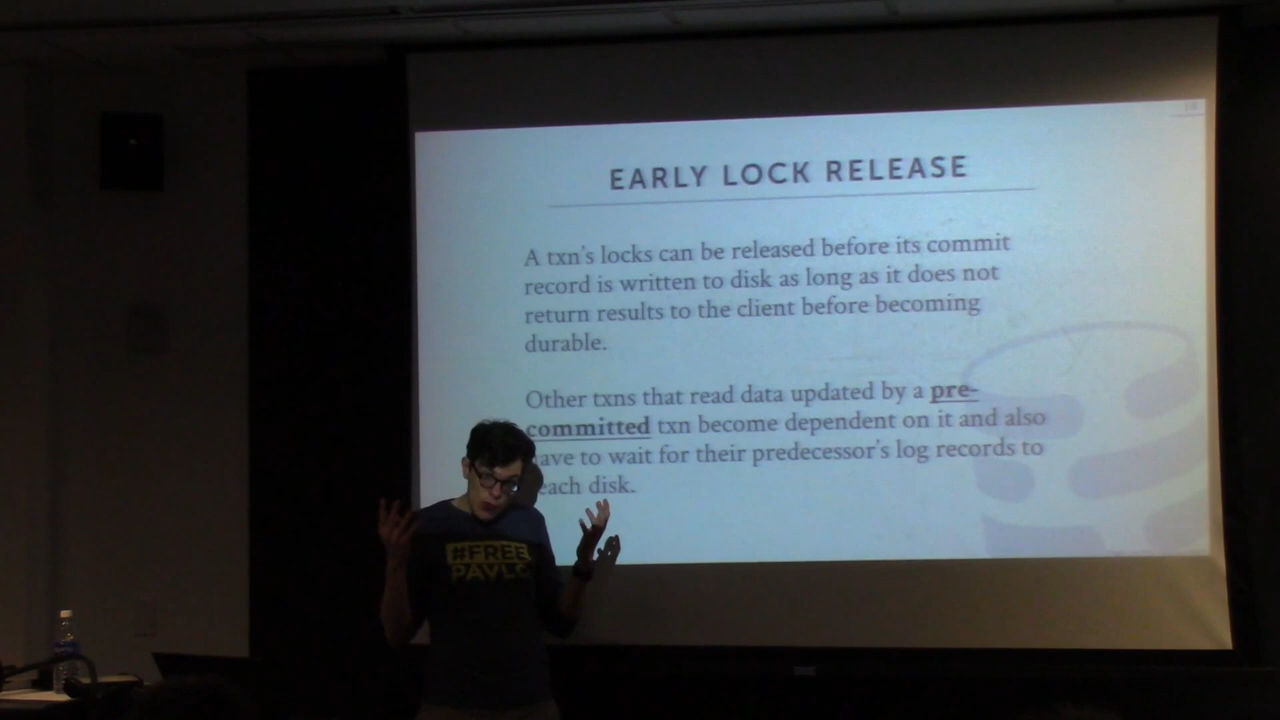 EARLY LOCK RELEASE
A txn's locks can be released before its commit
record is written to disk as long as it does not
return results to the client before becoming
durable.
Other txns that read data updated by a pre-
committed txn become dependent on it and also
ave to wait for their predecessor's log records to
each disk.
#FREE
PAVLO